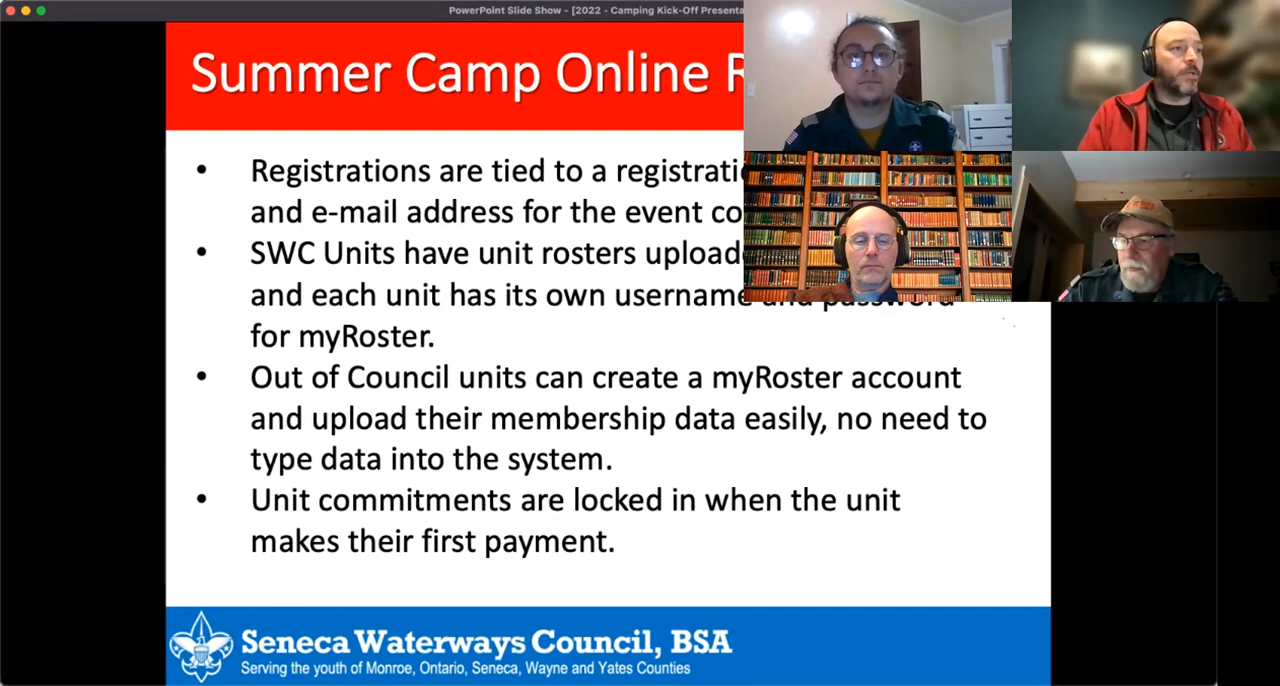 PowerPoint Slide Show - [2022 - Camping Kick-Off Presenta
Summer Camp Online
• Registrations are tied to a
and e-mail address for the event
• SWC Units have unit rosters
and each unit has its own username and password
for myRoster.
• Out of Council units can create a myRoster account
and upload their membership data easily, no need to
type data into the system.
• Unit commitments are locked in when the unit
makes their first payment.
Seneca Waterways Council, BSA
Serving the youth of Monroe, Ontario, Seneca, Wayne and Yates Counties